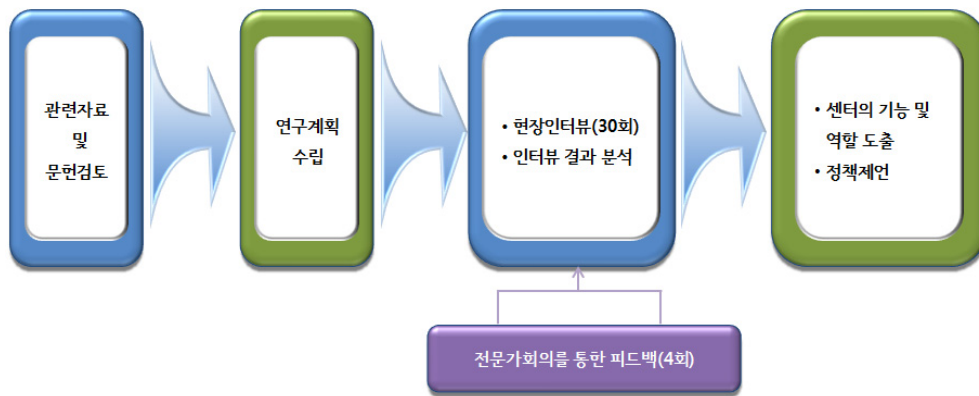 관련자료
및
문헌검토
연구계획
수립
• 현장인터뷰(30회)
• 인터뷰 결과 분석
• 센터의 기능 및
역할 도출
• 정책제언
전문가회의를 통한 피드백(4회)